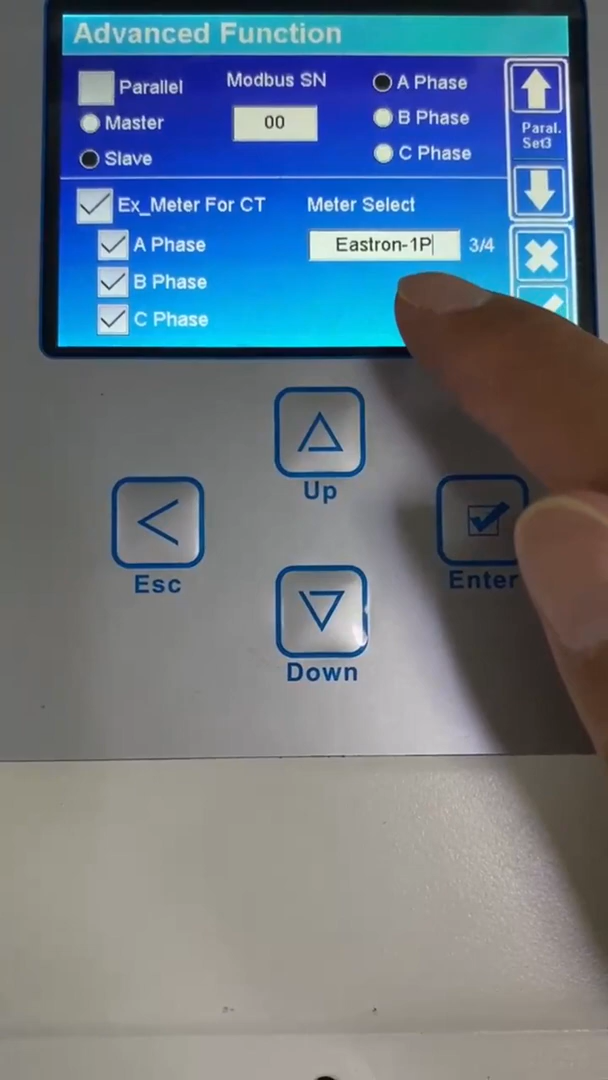 Advanced Function
Parallel
Modbus SN
A Phase
Master
00
B Phase
Slave
C Phase
Paral.
Set3
Ex_Meter For CT
Meter Select
A Phase
Eastron-1P
3/4
B Phase
C Phase
Up
Esc
Enter
Down